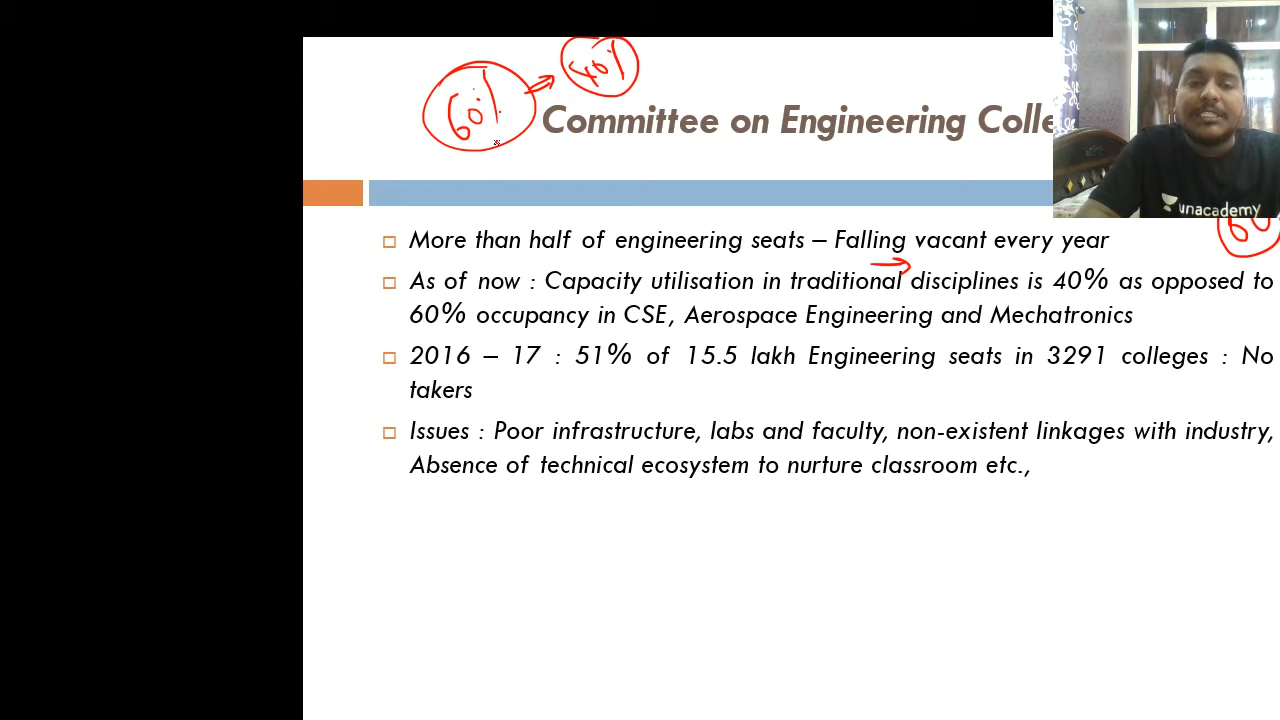 60%
40%
Committee on Engineering Colle
unacademy
60
More than half of engineering seats – Falling vacant every year
As of now : Capacity utilisation in traditional disciplines is 40% as opposed to
60% occupancy in CSE, Aerospace Engineering and Mechatronics
2016 – 17 : 51% of 15.5 lakh Engineering seats in 3291 colleges : No
takers
Issues : Poor infrastructure, labs and faculty, non-existent linkages with industry,
Absence of technical ecosystem to nurture classroom etc.,